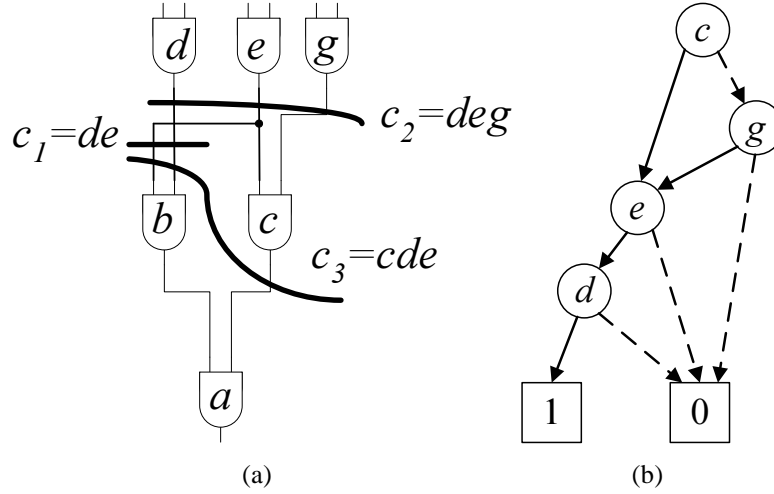 d e g
c₁=de
c₂=deg
b c
c₃=cde
a
(a)
c
g
e
d
1 0
(b)